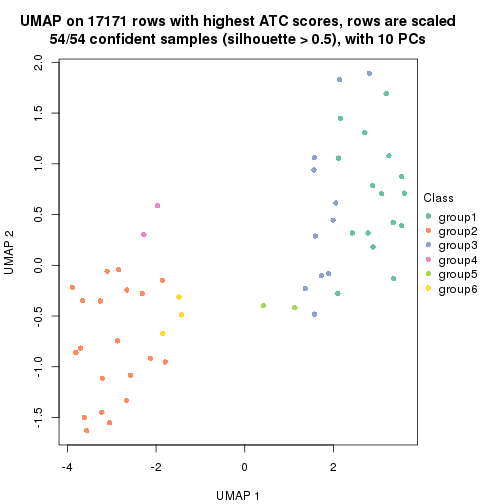 UMAP on 17171 rows with highest ATC scores, rows are scaled
54/54 confident samples (silhouette > 0.5), with 10 PCs
2.0
1.5
1.0
0.5
0.0
-0.5
-1.0
-1.5
UMAP 2
-4
-2
0
2
UMAP 1
Class
group1
group2
group3
group4
group5
group6